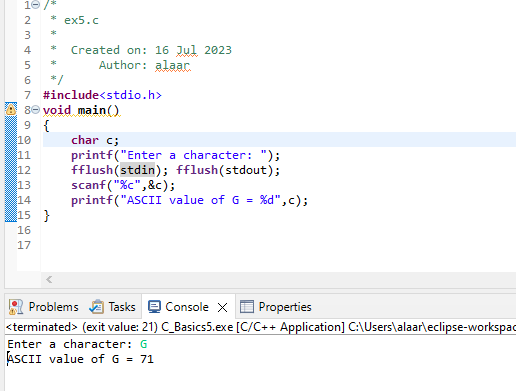 1 /*
2  * ex5.c
3  *
4  *  Created on: 16 Jul 2023
5  *      Author: alaar
6  */
7 #include<stdio.h>
8 void main()
9 {
10     char c;
11     printf("Enter a character: ");
12     fflush(stdin); fflush(stdout);
13     scanf("%c",&c);
14     printf("ASCII value of G = %d",c);
15 }
16
17
Problems Tasks Console Properties
<terminated> (exit value: 21) C_Basics5.exe [C/C++ Application] C:\Users\alaar\eclipse-workspac
Enter a character: G
ASCII value of G = 71